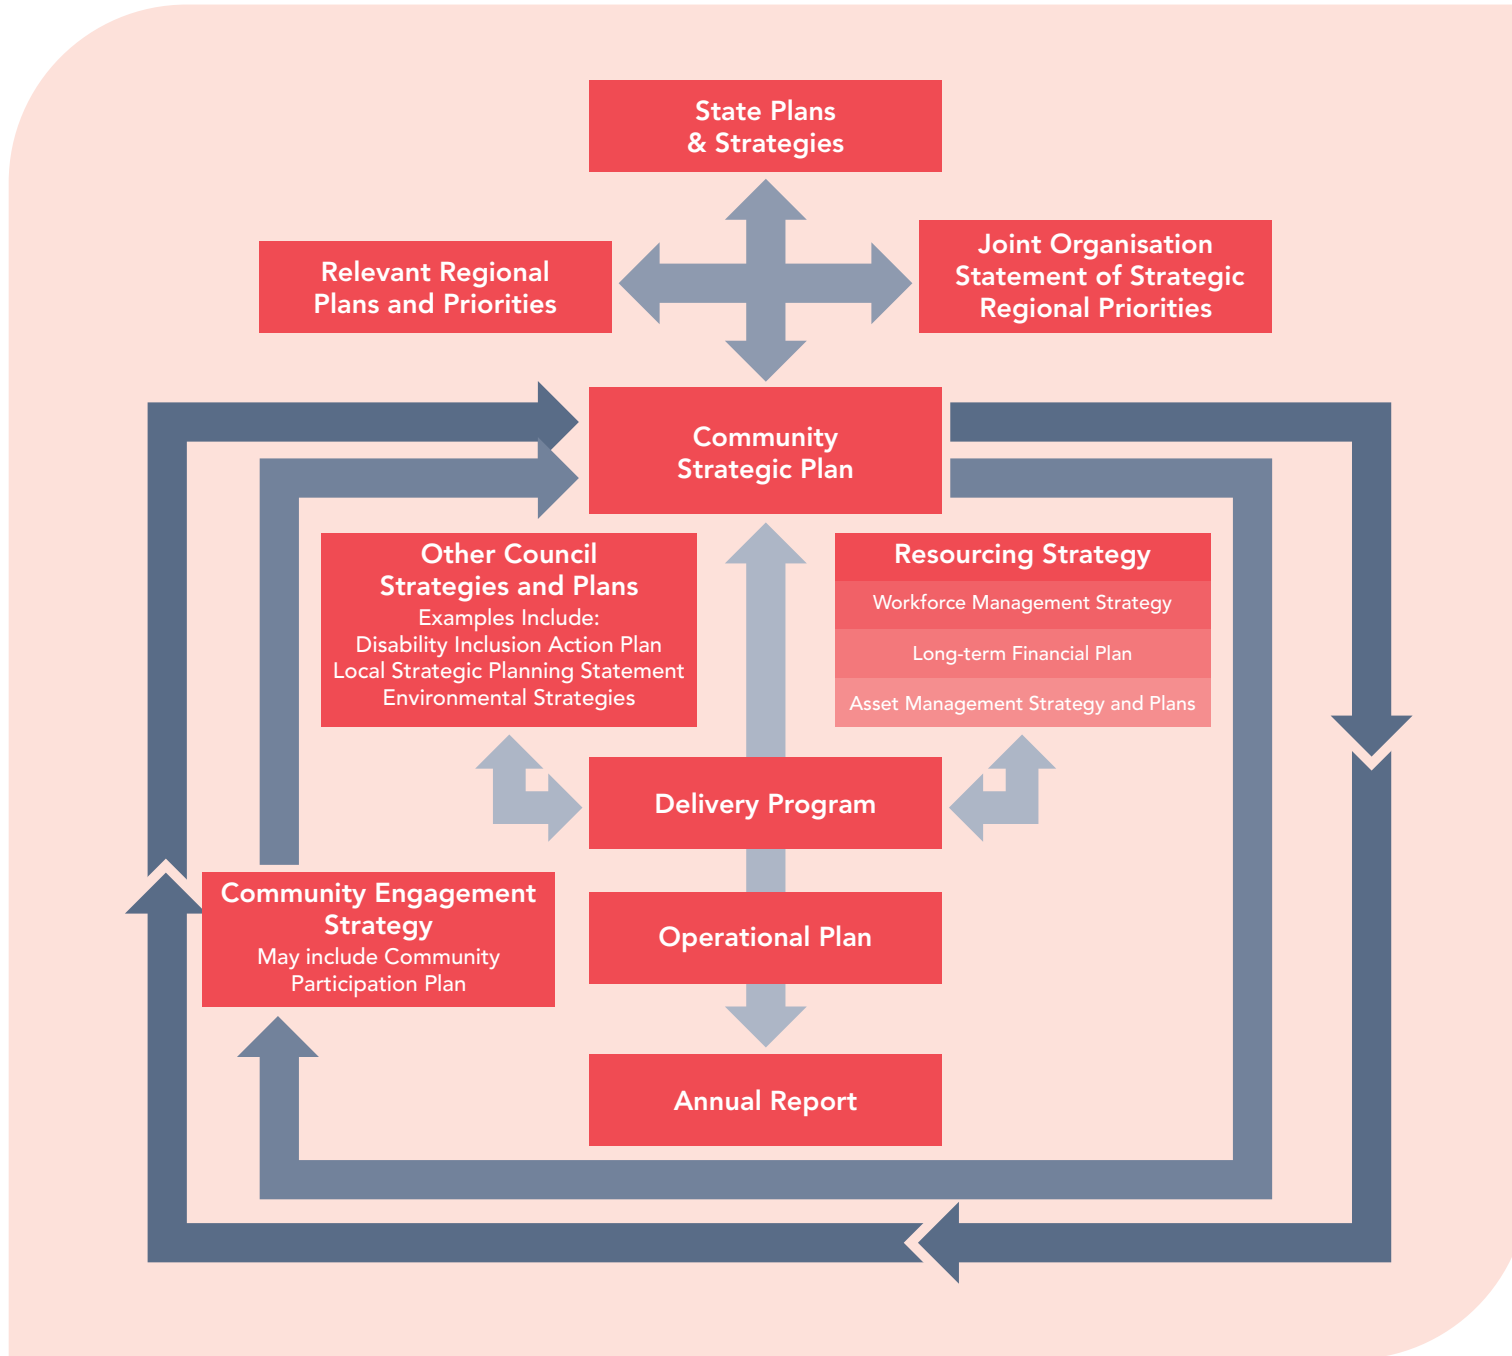 State Plans
& Strategies
Relevant Regional
Plans and Priorities
Joint Organisation
Statement of Strategic
Regional Priorities
Community
Strategic Plan
Other Council
Strategies and Plans
Examples Include:
Disability Inclusion Action Plan
Local Strategic Planning Statement
Environmental Strategies
Resourcing Strategy
Workforce Management Strategy
Long-term Financial Plan
Asset Management Strategy and Plans
Delivery Program
Community Engagement
Strategy
May include Community
Participation Plan
Operational Plan
Annual Report